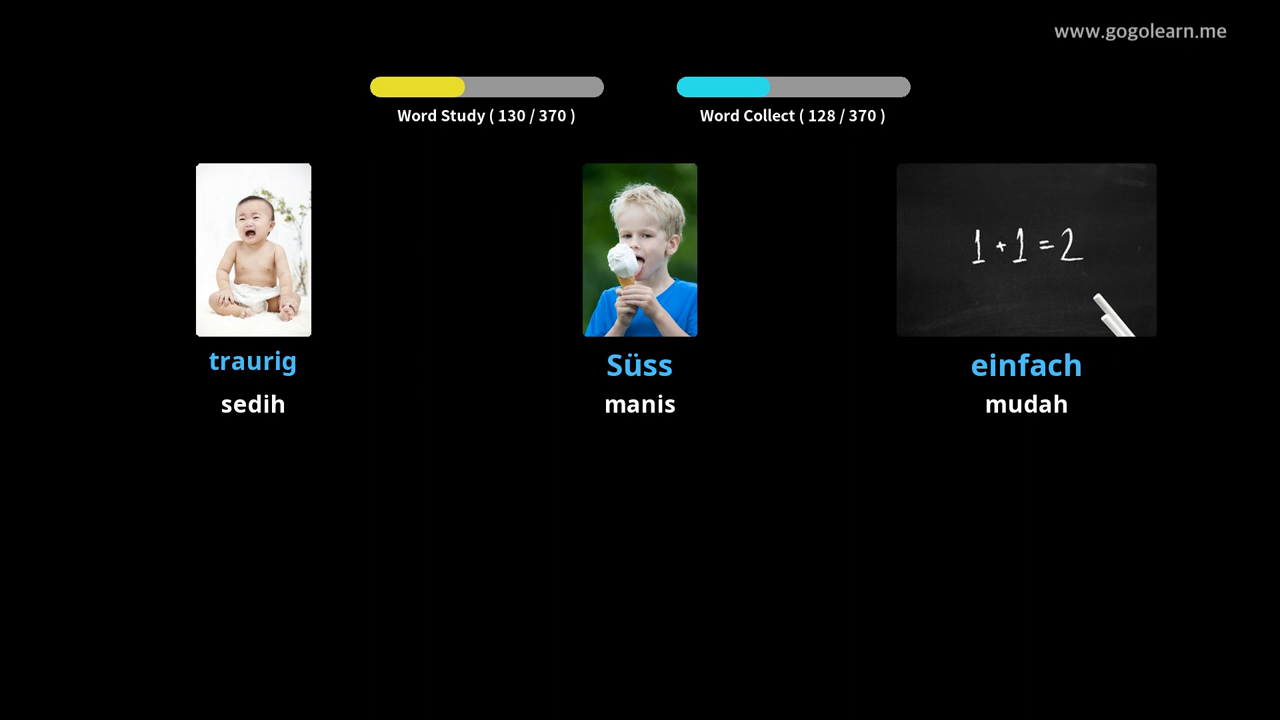 www.gogolearn.me
Word Study ( 130 / 370 )
Word Collect ( 128 / 370 )
1 + 1 = 2
traurig
Süss
einfach
sedih
manis
mudah